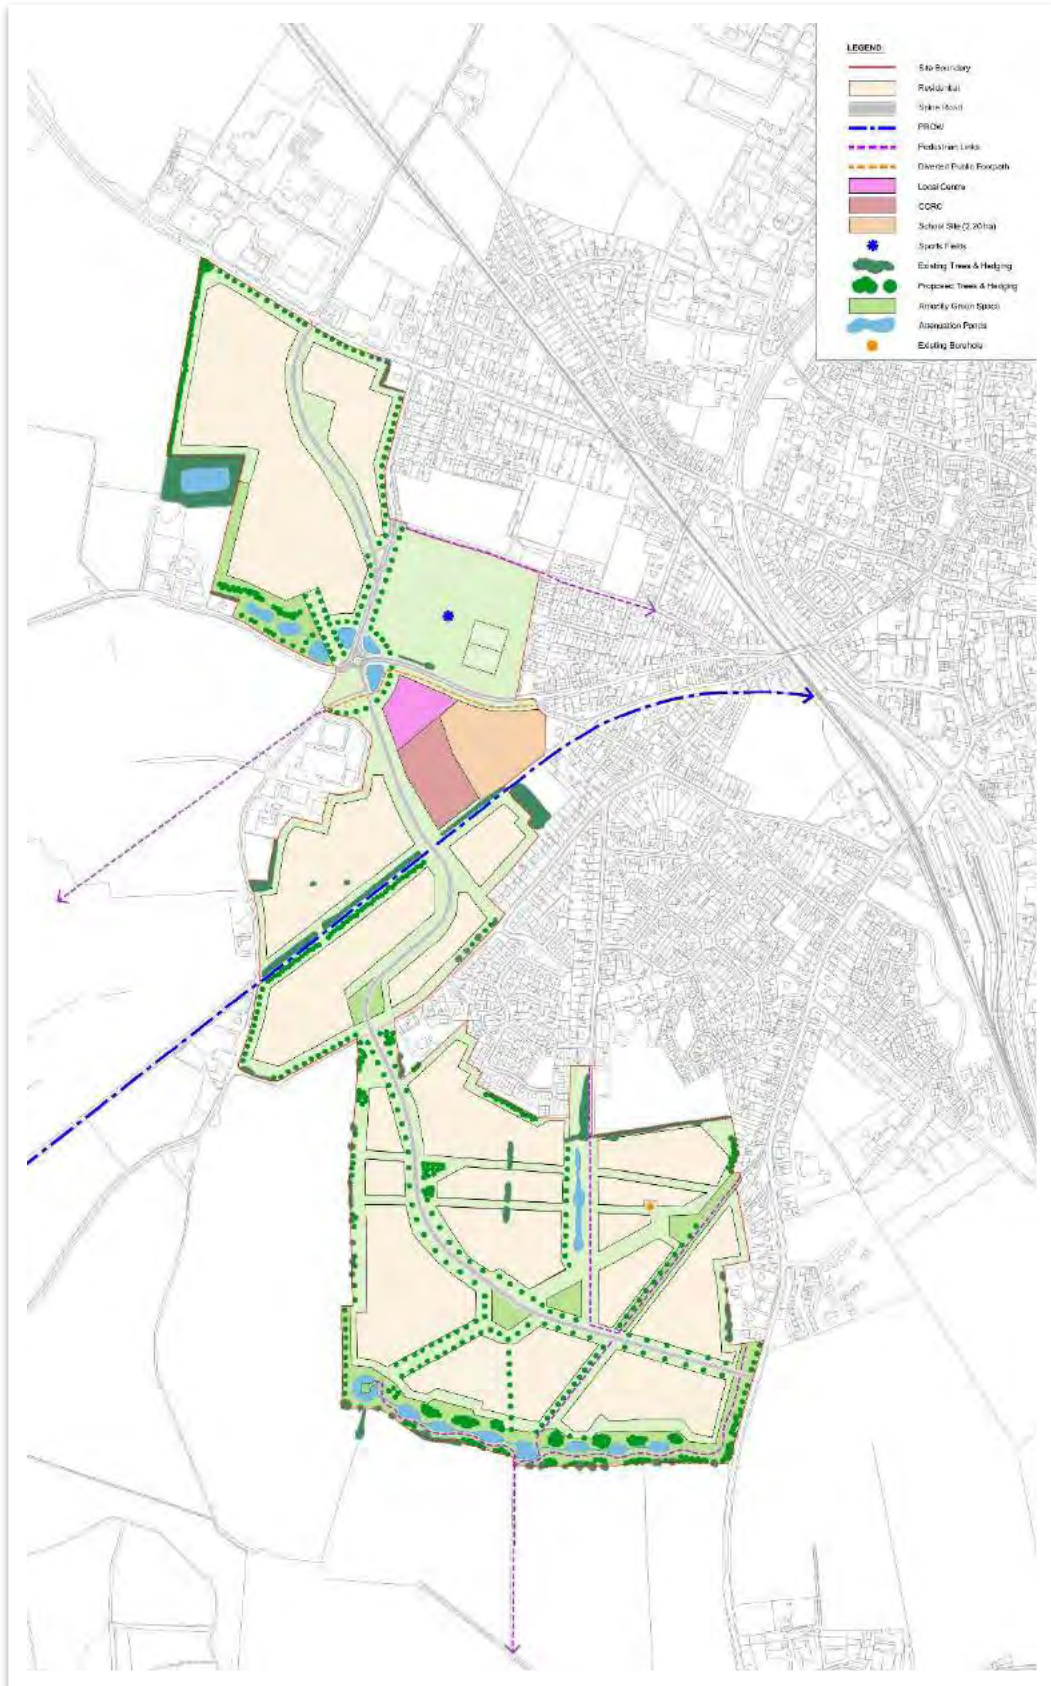 LEGEND
Site Boundary
Residential
Spine Road
PROW
Pedestrian Links
Diverted Public Footpath
Local Centre
CCRC
School Site (2.20ha)
Sports Fields
Existing Trees & Hedging
Proposed Trees & Hedging
Amenity Green Space
Attenuation Ponds
Existing Borehole